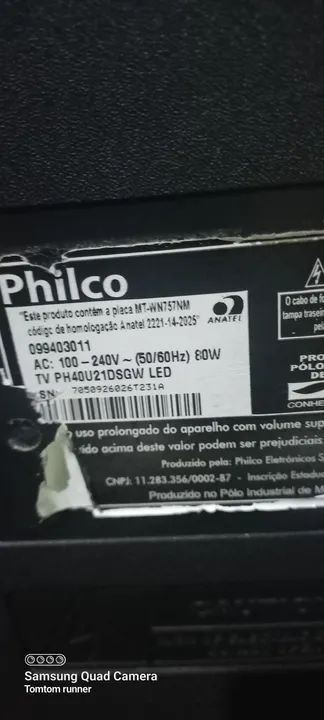 Philco
"Este produto contém a placa MT-WN757NM
código de homologação Anatel 2221-14-2025"
ANATEL
099403011
AC: 100-240V ~ (50/60Hz) 80W
TV PH40U21DSGW LED
SN: 7050926026T231A
O cabo de fo
tampa traseir
PRO
PÓLO
DE
CONHE
uso prolongado do aparelho com volume sup
ido acima deste valor podem ser prejudiciais
Produzido pela: Philco Eletrônicos S
CNPJ: 11.283.356/0002-87 - Inscrição Estadu
Produzido no Pólo Industrial de M
Samsung Quad Camera
Tomtom runner